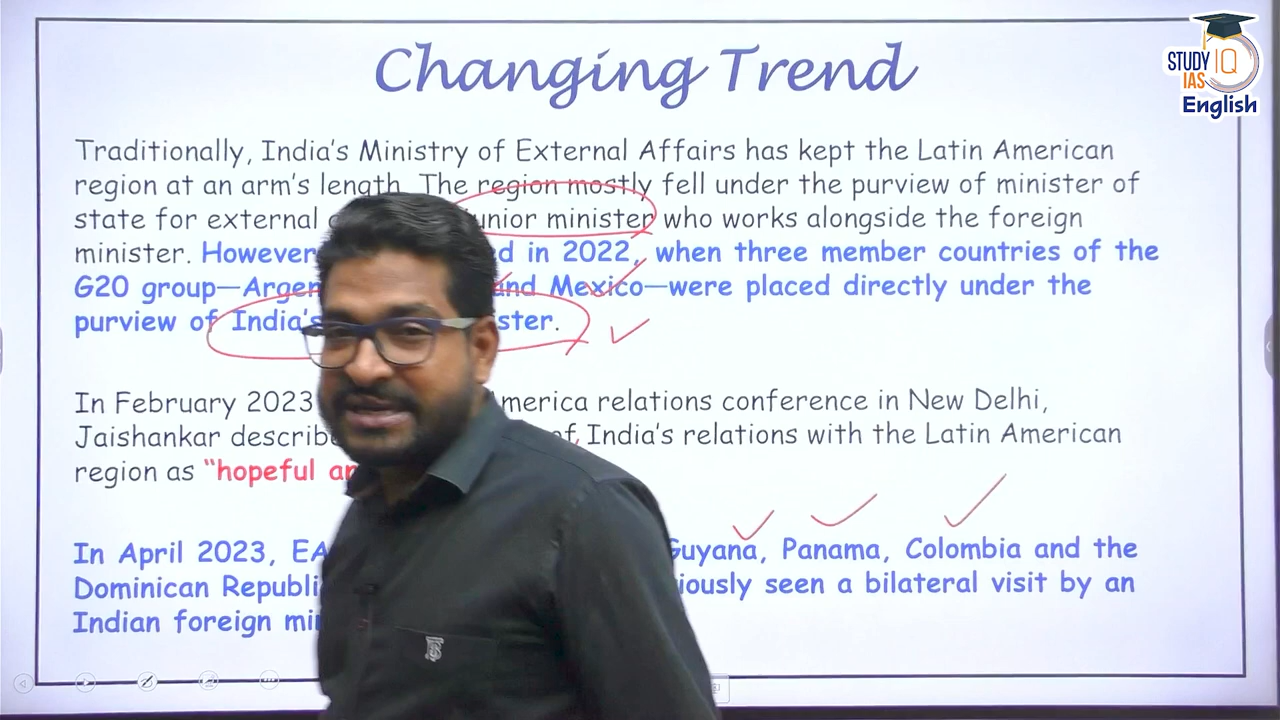 Changing Trend
STUDY IQ
IAS
English
Traditionally, India's Ministry of External Affairs has kept the Latin American
region at an arm's length. The region mostly fell under the purview of minister of
state for external junior minister who works alongside the foreign
minister. However in 2022, when three member countries of the
G20 group— and Mexico—were placed directly under the
purview of India's
In February 2023 America relations conference in New Delhi,
Jaishankar of India's relations with the Latin American
region as "hopeful
In April 2023, Guyana, Panama, Colombia and the
Dominican seen a bilateral visit by an
Indian foreign